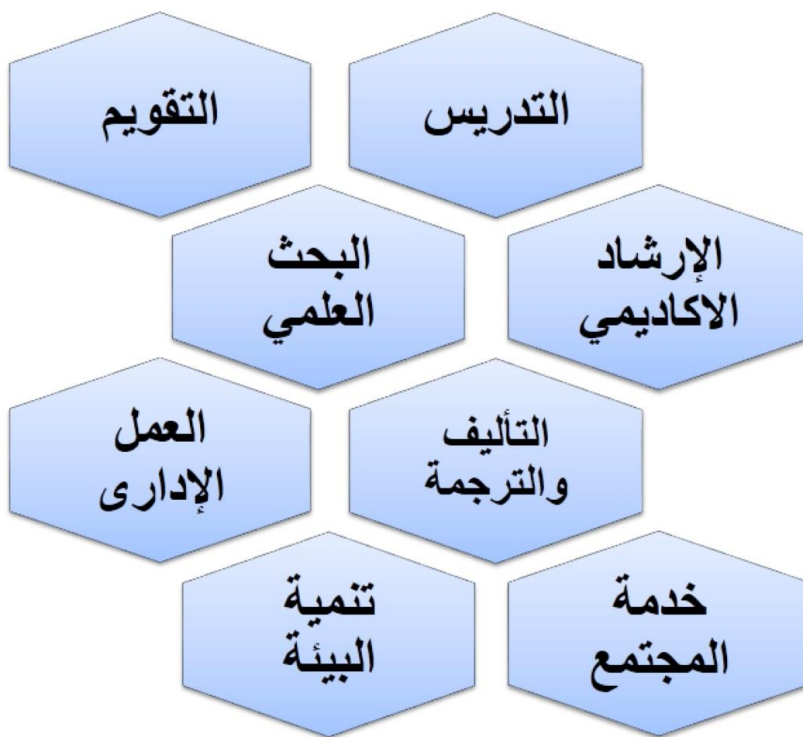 التدريس
التقويم
الإرشاد
الاكاديمي
البحث
العلمي
التأليف
والترجمة
العمل
الإدارى
خدمة
المجتمع
تنمية
البيئة